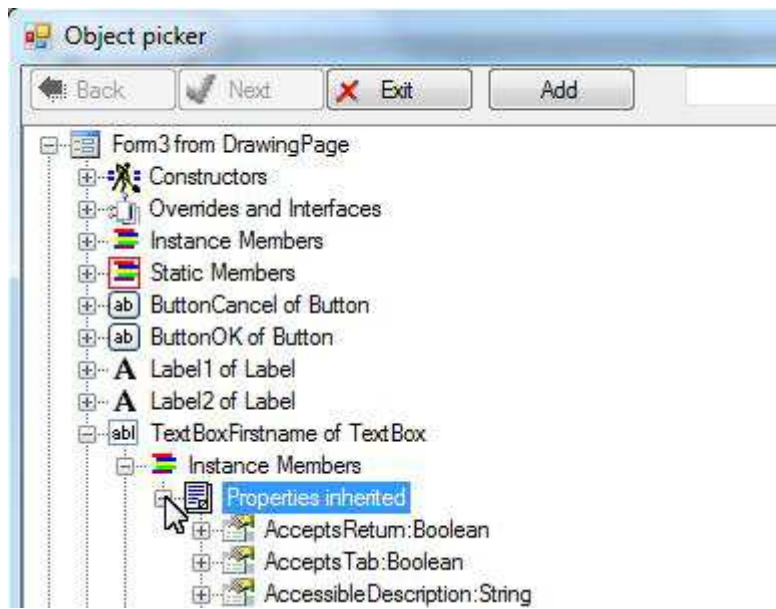 Object picker
Back Next Exit Add
Form3 from DrawingPage
Constructors
Overrides and Interfaces
Instance Members
Static Members
ab ButtonCancel of Button
ab ButtonOK of Button
A Label1 of Label
A Label2 of Label
abl TextBoxFirstname of TextBox
Instance Members
Properties inherited
AcceptsReturn:Boolean
AcceptsTab:Boolean
AccessibleDescription:String